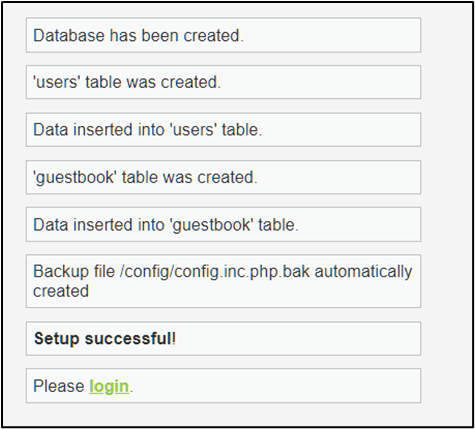 Database has been created.
'users' table was created.
Data inserted into 'users' table.
'guestbook' table was created.
Data inserted into 'guestbook' table.
Backup file /config/config.inc.php.bak automatically
created
Setup successful!
Please login.